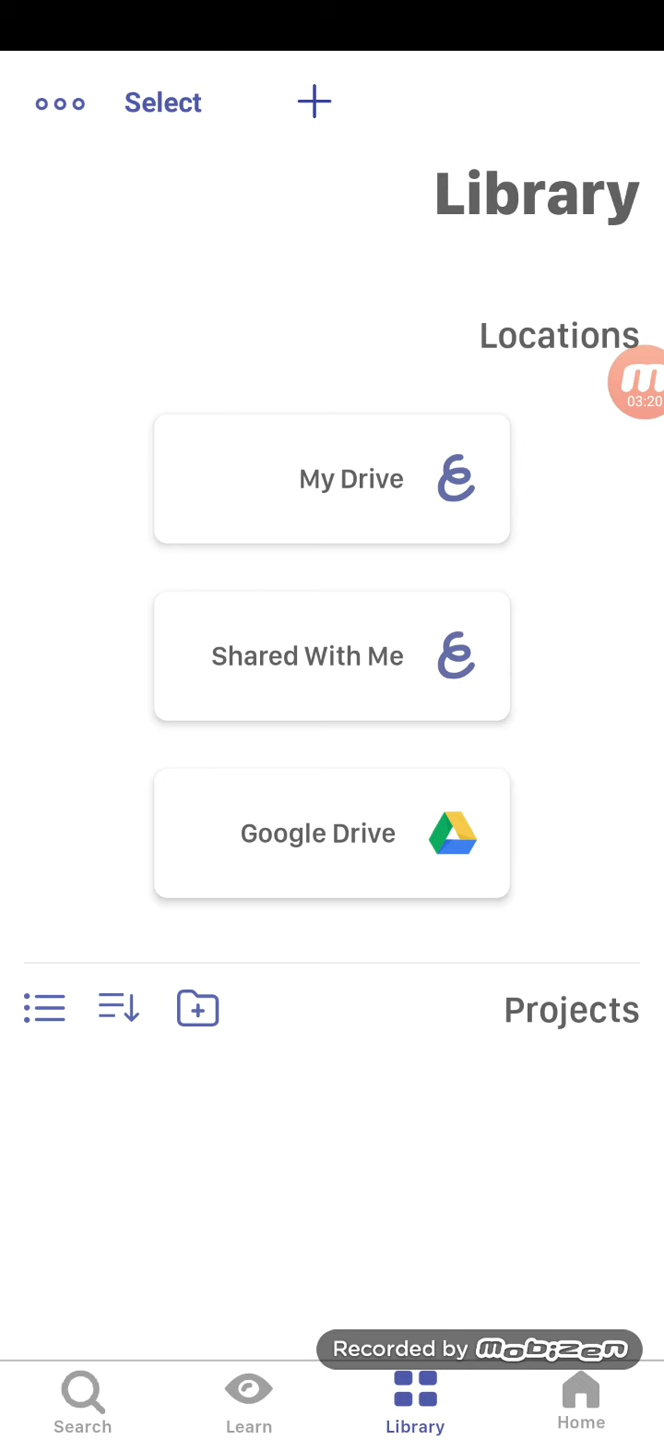 Select
Library
Locations
03:20
My Drive
Shared With Me
Google Drive
Projects
Recorded by mobizen
Search
Learn
Library
Home